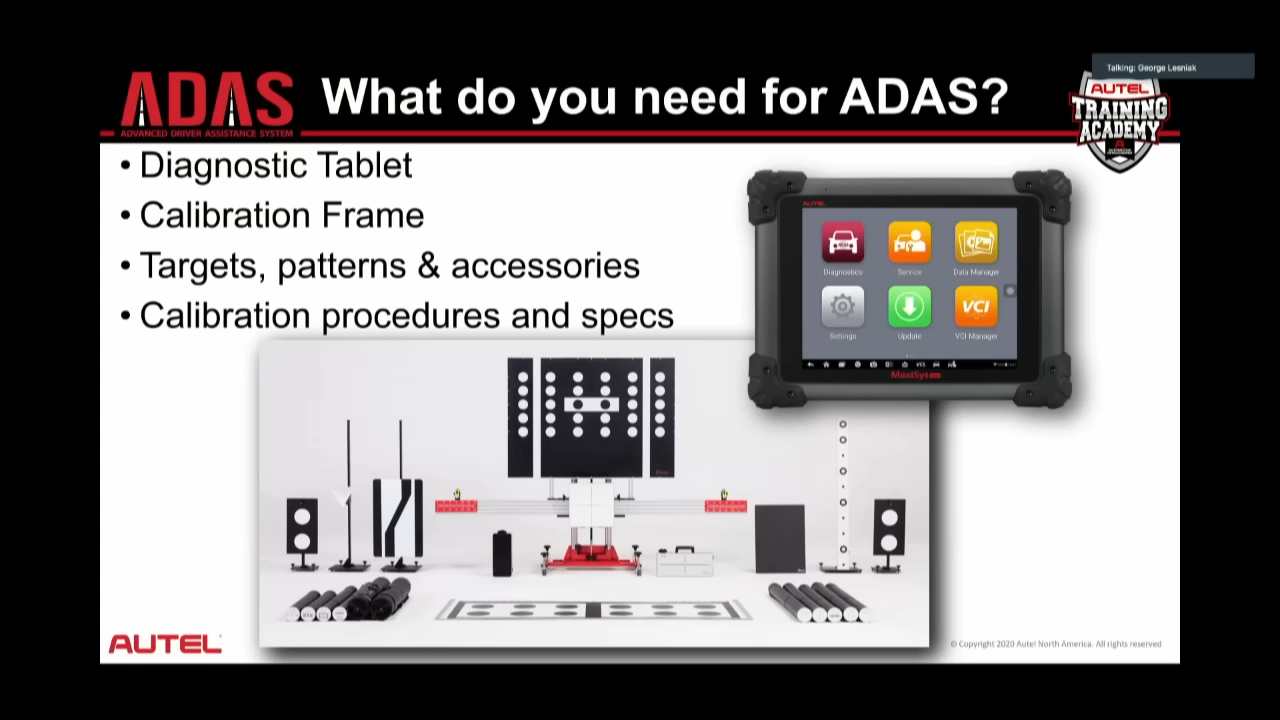 Talking: George Lesniak
ADAS
ADVANCED DRIVER ASSISTANCE SYSTEM
What do you need for ADAS?
AUTEL
TRAINING
ACADEMY
• Diagnostic Tablet
• Calibration Frame
• Targets, patterns & accessories
• Calibration procedures and specs
AUTEL
Diagnostics Service Data Manager
VCI
Settings Update VCI Manager
MaxiSys
AUTEL
© Copyright 2020 Autel North America. All rights reserved